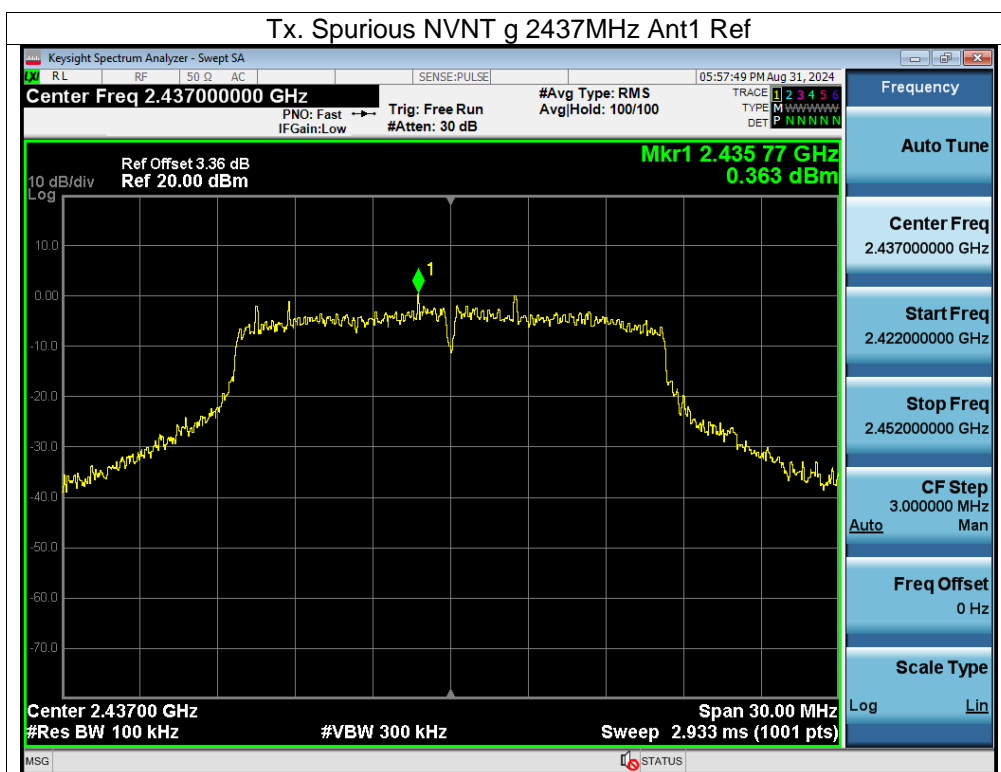 Tx. Spurious NVNT g 2437MHz Ant1 Ref
Keysight Spectrum Analyzer - Swept SA
LXI RL RF 50 Ω AC SENSE:PULSE 05:57:49 PM Aug 31, 2024
Center Freq 2.437000000 GHz
PNO: Fast
IFGain:Low
Trig: Free Run
#Atten: 30 dB
#Avg Type: RMS
Avg|Hold: 100/100
TRACE 1 2 3 4 5 6
TYPE M WWWWW
DET P N N N N N
Mkr1 2.435 77 GHz
0.363 dBm
Ref Offset 3.36 dB
10 dB/div Ref 20.00 dBm
Log
10.0
0.00
-10.0
-20.0
-30.0
-40.0
-50.0
-60.0
-70.0
1
Center 2.43700 GHz Span 30.00 MHz
#Res BW 100 kHz #VBW 300 kHz Sweep 2.933 ms (1001 pts)
MSG STATUS
Frequency
Auto Tune
Center Freq
2.437000000 GHz
Start Freq
2.422000000 GHz
Stop Freq
2.452000000 GHz
CF Step
3.000000 MHz
Auto Man
Freq Offset
0 Hz
Scale Type
Log Lin